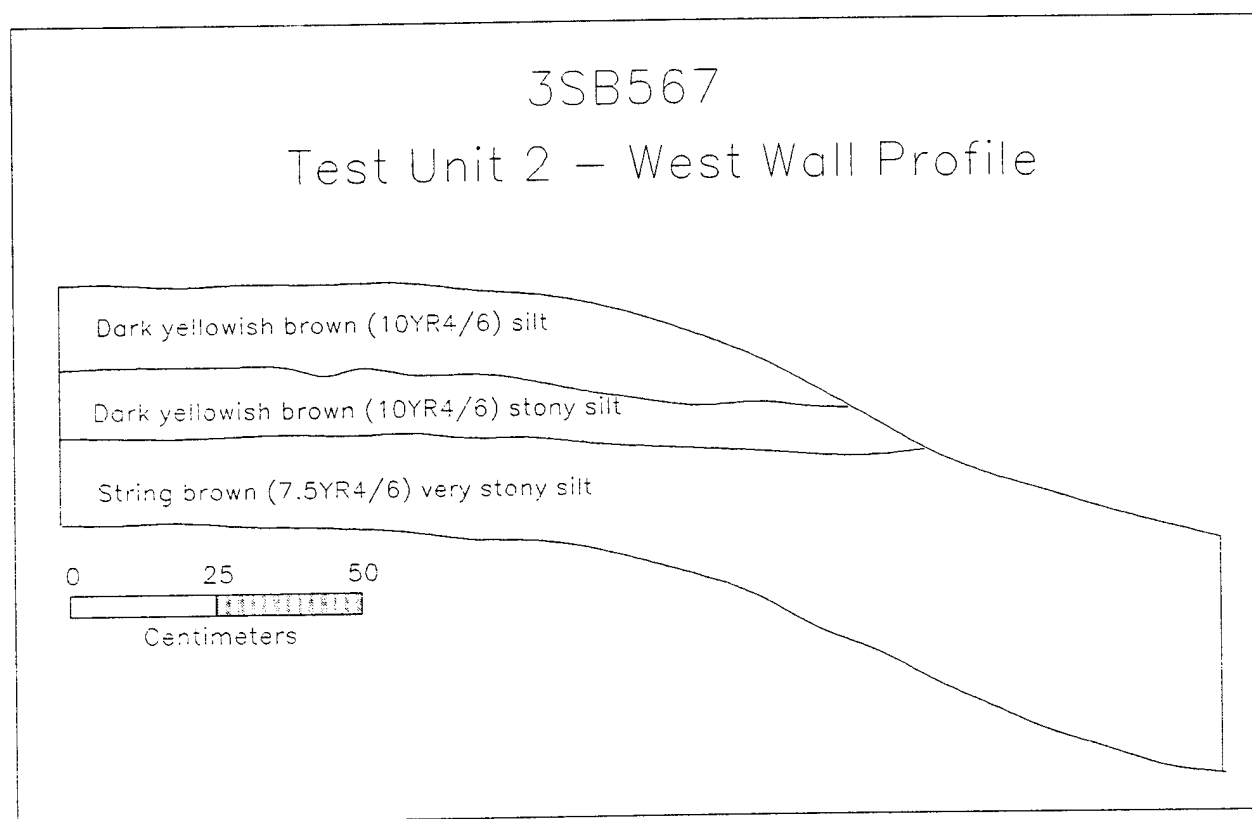 3SB567
Test Unit 2 – West Wall Profile
Dark yellowish brown (10YR4/6) silt
Dark yellowish brown (10YR4/6) stony silt
String brown (7.5YR4/6) very stony silt
0 25 50
Centimeters